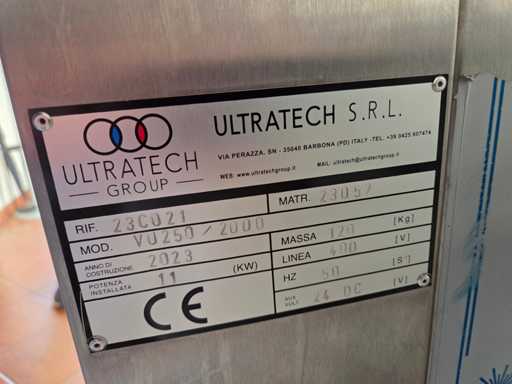 ULTRATECH
GROUP
ULTRATECH S.R.L.
VIA PERAZZA, SN - 35040 BARBONA (PD) ITALY -TEL. +39 0425 607474
WEB: www.ultratechgroup.it MAIL: ultratech@ultratechgroup.it
RIF. 23C021 MATR. 23057
MOD. VU250/2000 MASSA 120 [Kg]
ANNO DI COSTRUZIONE 2023 LINEA 400 [V]
POTENZA INSTALLATA 11 (KW) HZ 50 [S⁻]
CE AUX VOLT 24 DC [V]